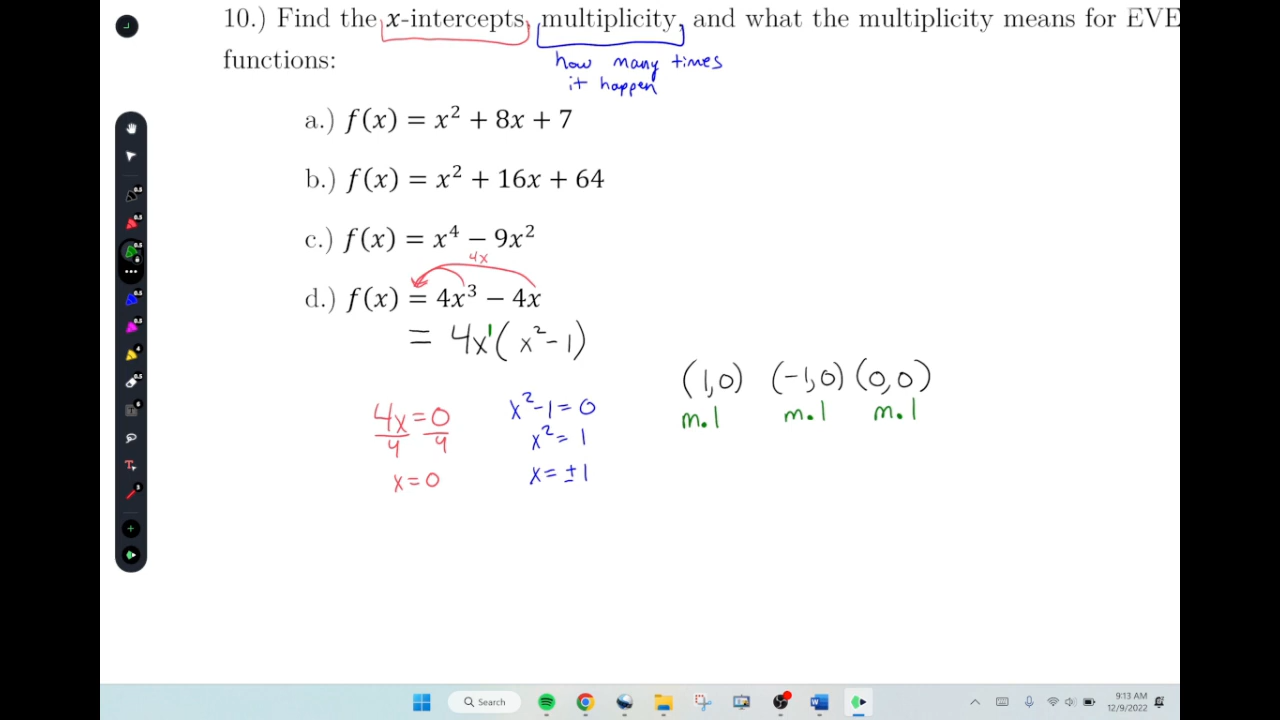 10.) Find the x-intercepts, multiplicity, and what the multiplicity means for EVE
functions:
how many times
it happen
a.) f(x) = x² + 8x + 7
b.) f(x) = x² + 16x + 64
c.) f(x) = x⁴ − 9x²
4x
d.) f(x) = 4x³ − 4x
= 4x¹(x²-1)
(1,0) (-1,0) (0,0)
m.1 m.1 m.1
4x=0
4 4
x=0
x²-1=0
x²=1
x=±1
Search
9:13 AM
12/9/2022